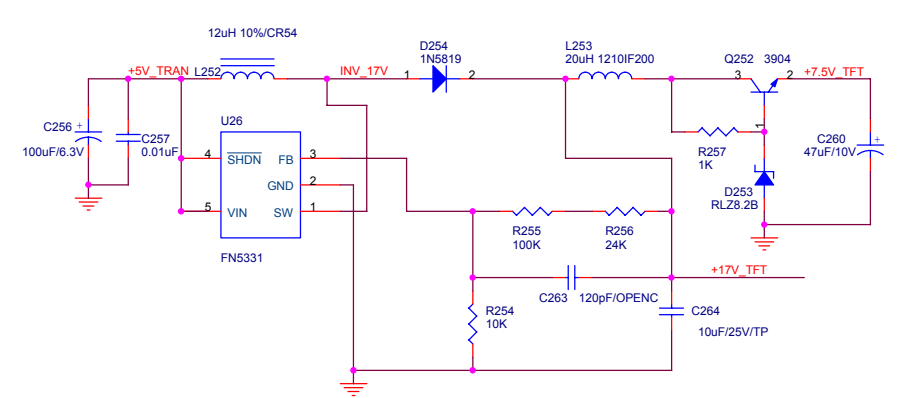 12uH 10%/CR54
+5V_TRAN
L252
INV_17V
D254
1N5819
1
2
L253
20uH 1210IF200
Q252 3904
3
2
+7.5V_TFT
1
C256
+
100uF/6.3V
C257
0.01uF
U26
4
SHDN
FB
3
GND
2
5
VIN
SW
1
FN5331
R257
1K
D253
RLZ8.2B
C260
+
47uF/10V
R255
100K
R256
24K
+17V_TFT
C263
120pF/OPENC
R254
10K
C264
10uF/25V/TP